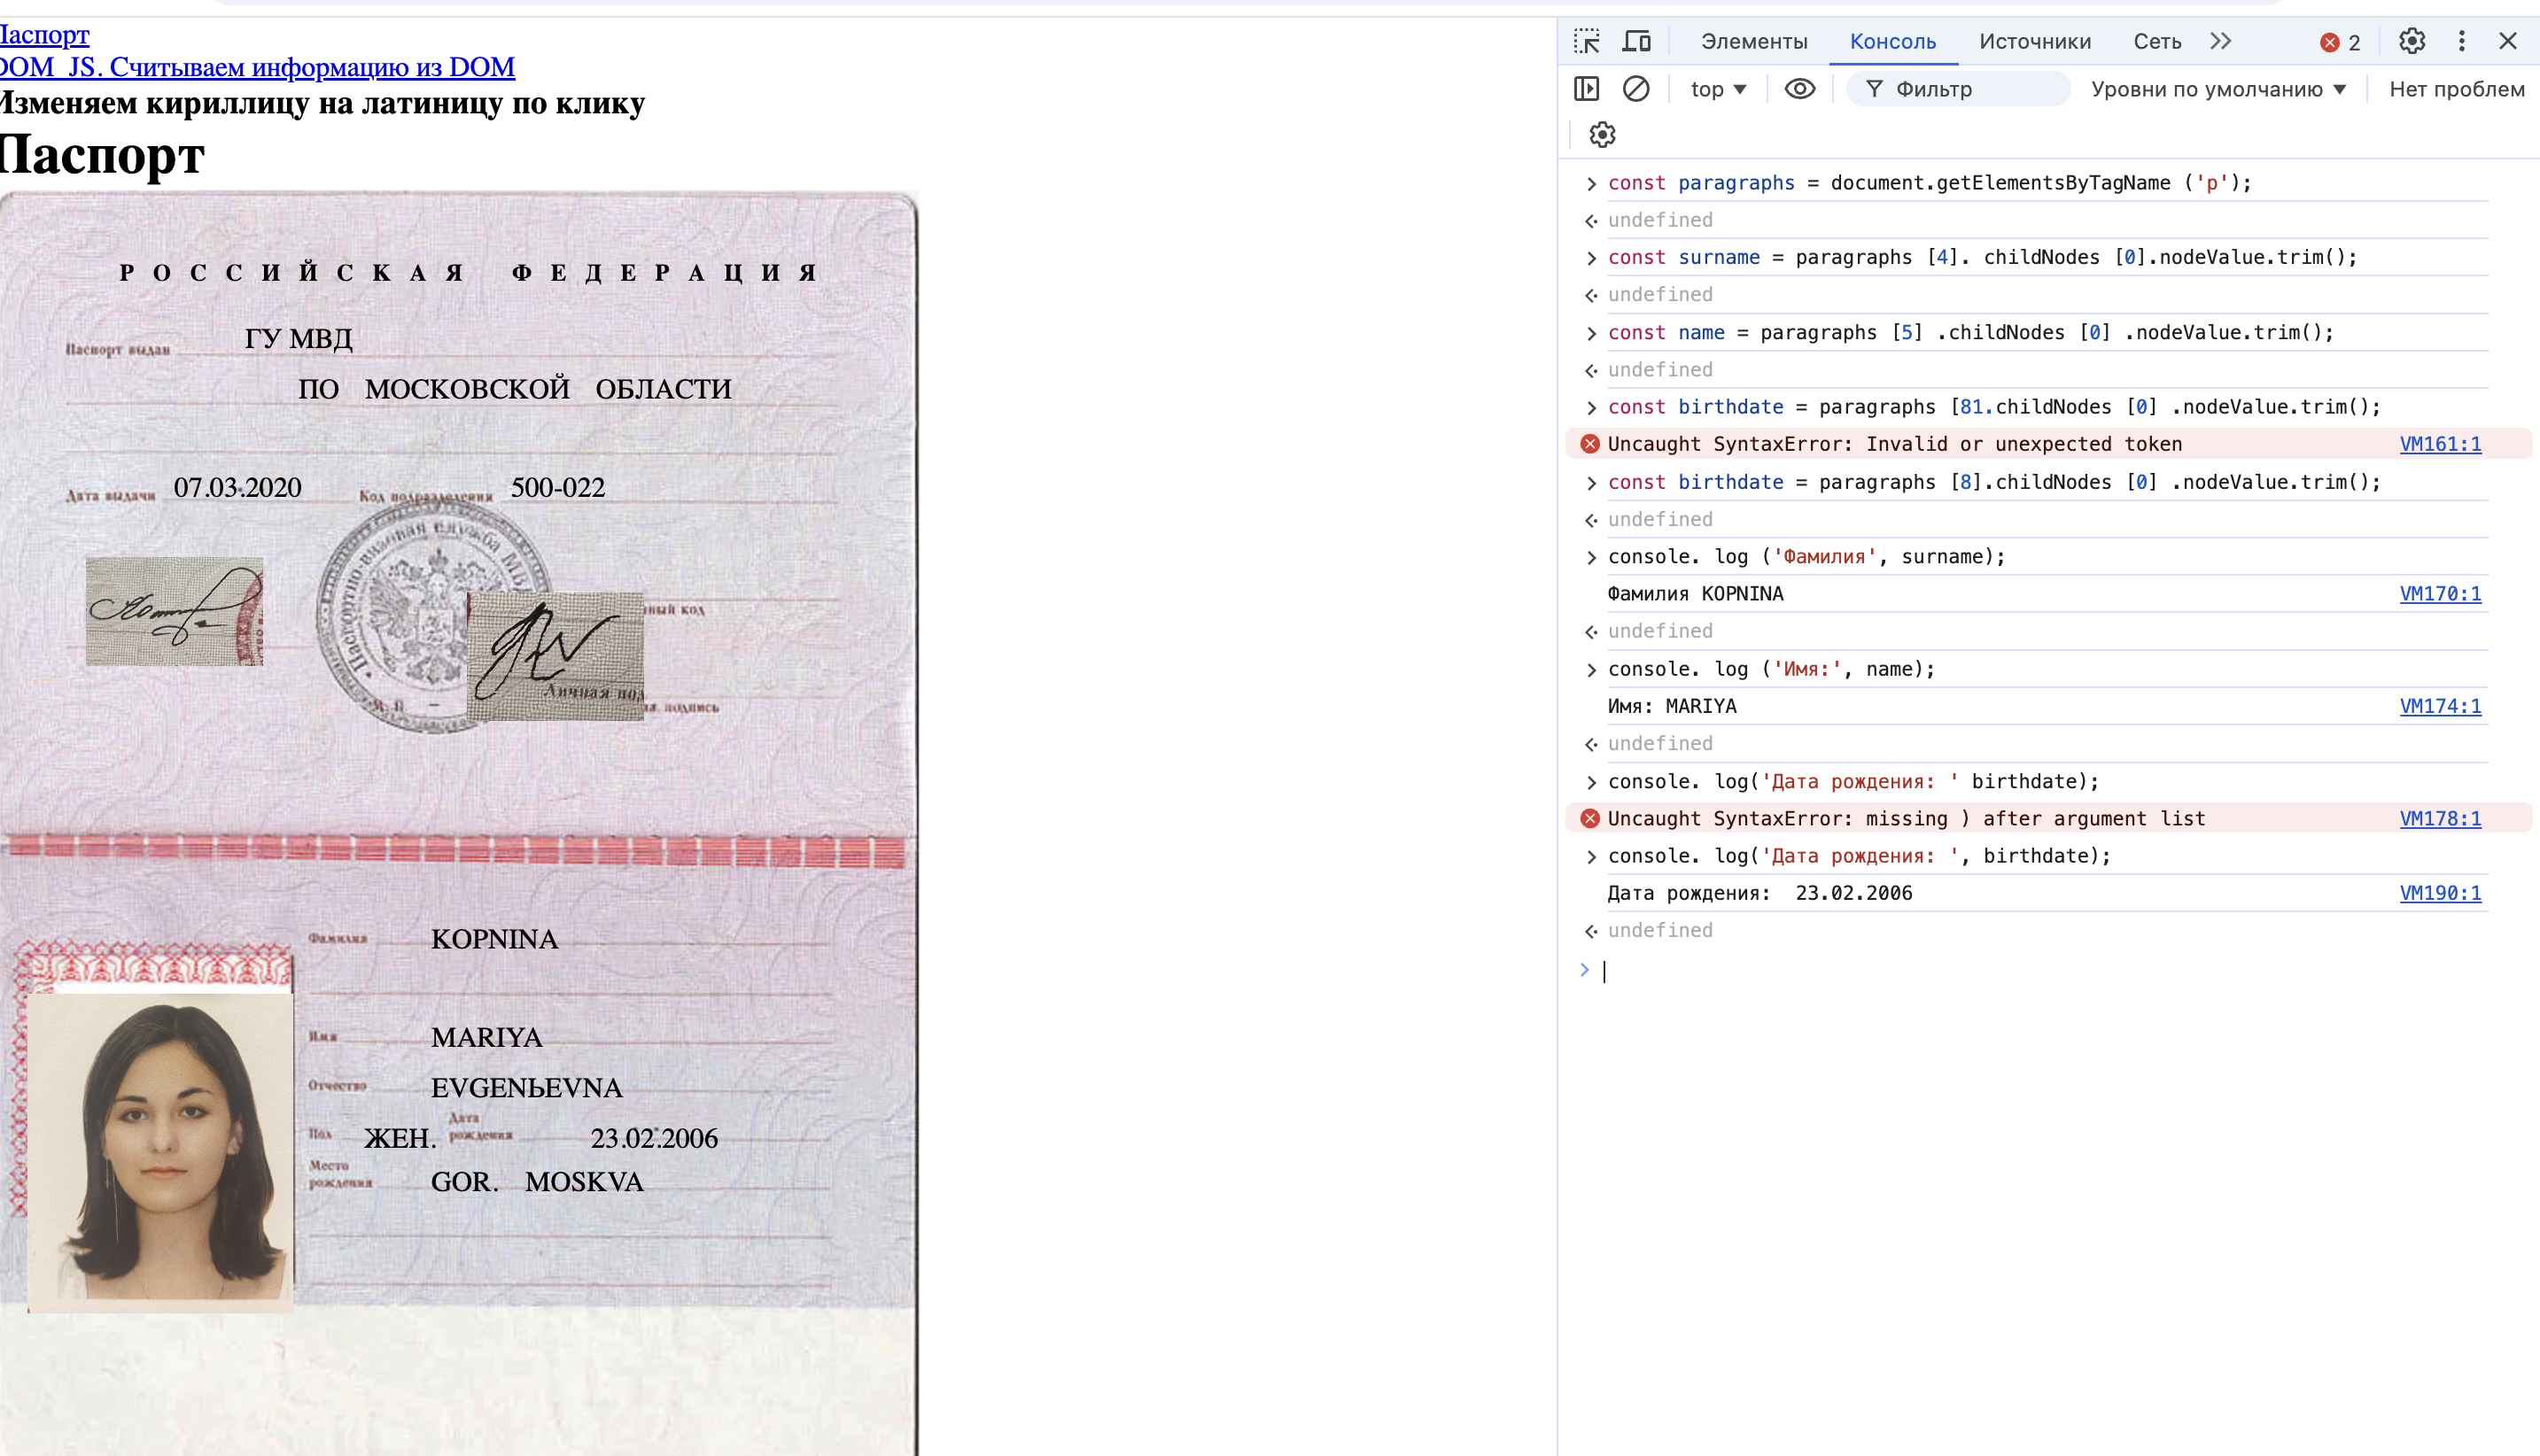 Паспорт
DOM JS. Считываем информацию из DOM
Изменяем кириллицу на латиницу по клику
Паспорт
РОССИЙСКАЯ ФЕДЕРАЦИЯ
Паспорт выдан ГУ МВД
ПО МОСКОВСКОЙ ОБЛАСТИ
Дата выдачи 07.03.2020 Код подразделения 500-022
Паспортно-визовая служба МВД
ный код
Личная под
ая подпись
М.П.
Фамилия KOPNINA
Имя MARIYA
Отчество EVGENЬEVNA
Пол ЖЕН. Дата рождения 23.02.2006
Место рождения GOR. MOSKVA
Элементы Консоль Источники Сеть 2
top Фильтр Уровни по умолчанию Нет проблем
const paragraphs = document.getElementsByTagName ('p');
undefined
const surname = paragraphs [4]. childNodes [0].nodeValue.trim();
undefined
const name = paragraphs [5] .childNodes [0] .nodeValue.trim();
undefined
const birthdate = paragraphs [81.childNodes [0] .nodeValue.trim();
Uncaught SyntaxError: Invalid or unexpected token VM161:1
const birthdate = paragraphs [8].childNodes [0] .nodeValue.trim();
undefined
console. log ('Фамилия', surname);
Фамилия KOPNINA VM170:1
undefined
console. log ('Имя:', name);
Имя: MARIYA VM174:1
undefined
console. log('Дата рождения: ' birthdate);
Uncaught SyntaxError: missing ) after argument list VM178:1
console. log('Дата рождения: ', birthdate);
Дата рождения:  23.02.2006 VM190:1
undefined